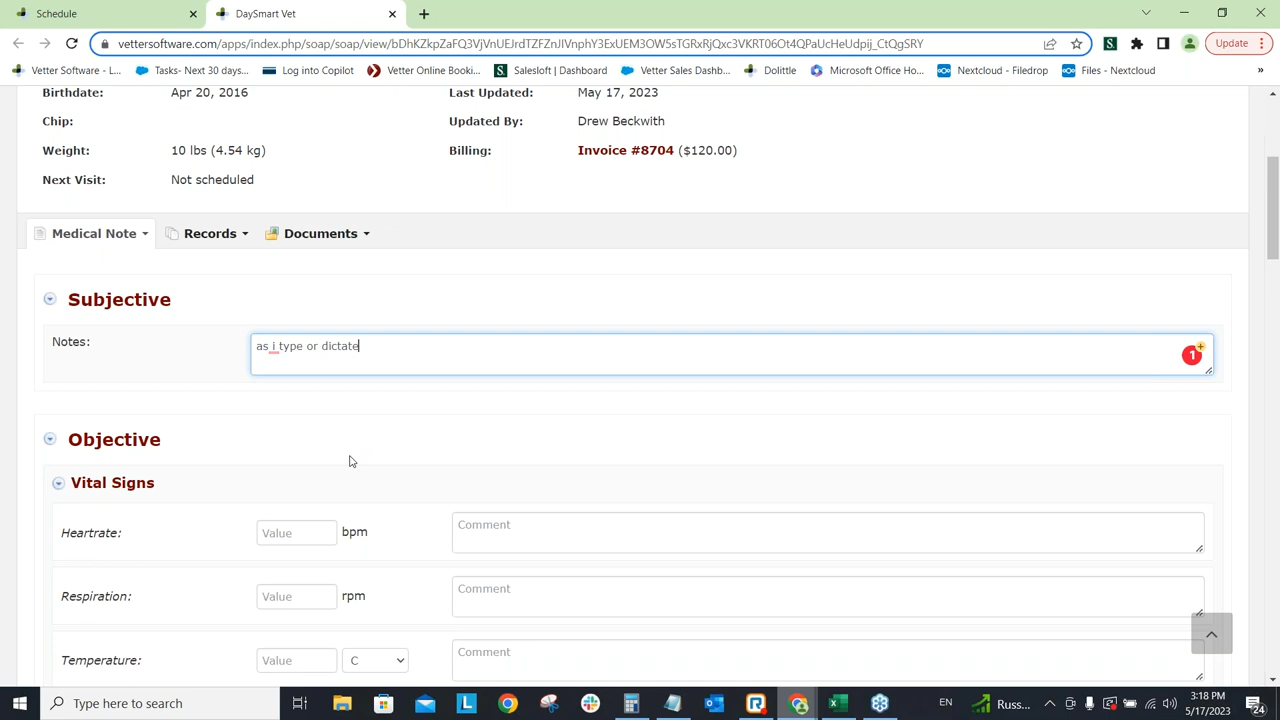 Schedule
DaySmart Vet
vettersoftware.com/apps/index.php/soap/soap/view/bDhKZkpZaFQ3VjVnUEJrdTZFZnJIVnphY3ExUEM3OW5sTGRxRjQxc3VKRT06Ot4QPaUcHeUdpij_CtQgSRY
Update
Vetter Software - L...
Tasks- Next 30 days...
Log into Copilot
Vetter Online Booki...
Salesloft | Dashboard
Vetter Sales Dashb...
Dolittle
Microsoft Office Ho...
Nextcloud - Filedrop
Files - Nextcloud
»
Birthdate: Apr 20, 2016 Last Updated: May 17, 2023
Chip: Updated By: Drew Beckwith
Weight: 10 lbs (4.54 kg) Billing: Invoice #8704 ($120.00)
Next Visit: Not scheduled
Medical Note
Records
Documents
Subjective
Notes: as i type or dictate
1
Objective
Vital Signs
Heartrate: Value bpm Comment
Respiration: Value rpm Comment
Temperature: Value C Comment
Type here to search
EN
Russ...
3:18 PM
5/17/2023
24